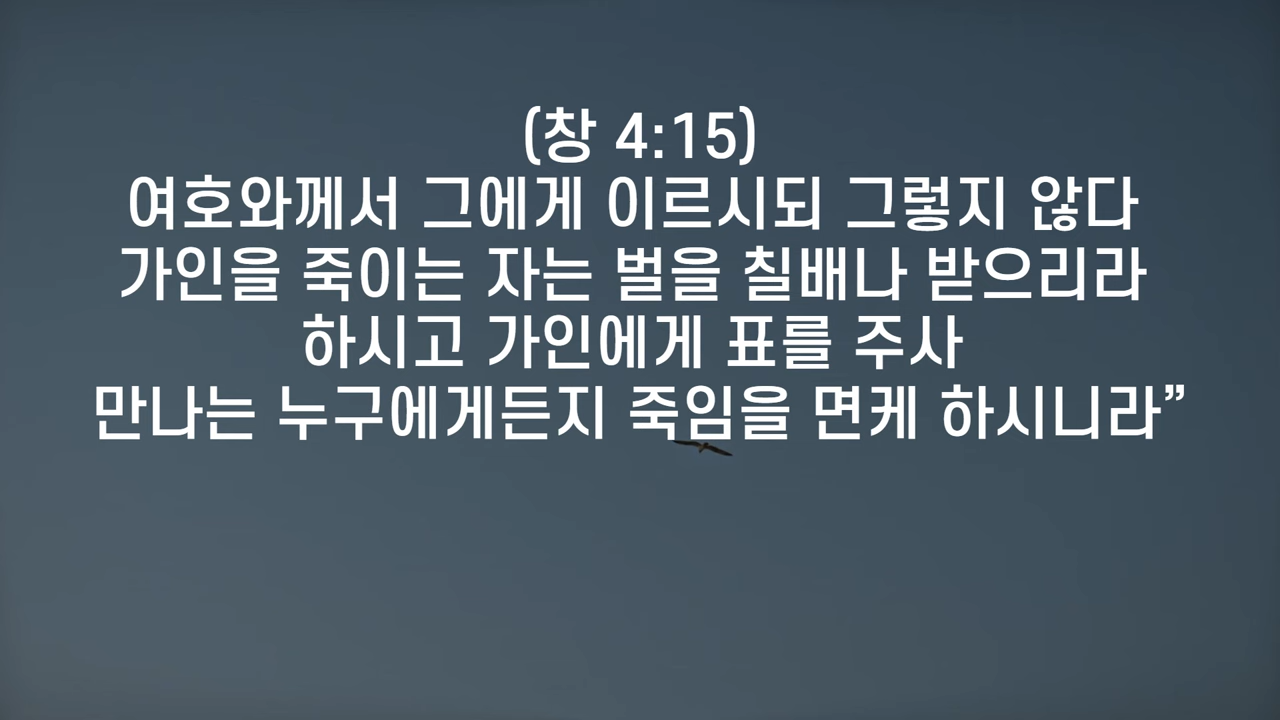 (창 4:15)
여호와께서 그에게 이르시되 그렇지 않다
가인을 죽이는 자는 벌을 칠배나 받으리라
하시고 가인에게 표를 주사
만나는 누구에게든지 죽임을 면케 하시니라”